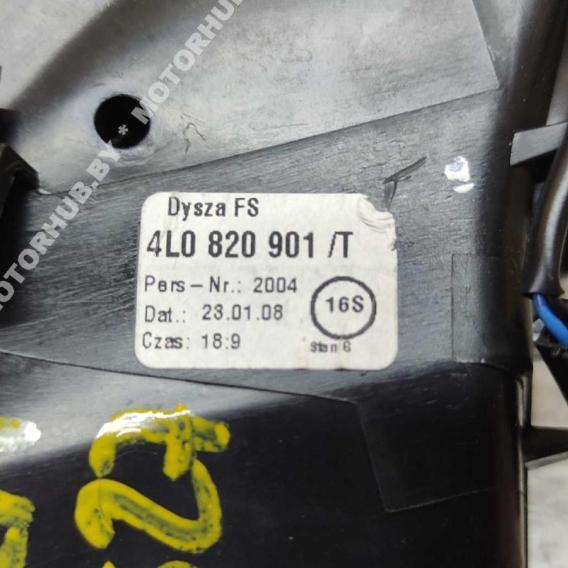 MOTORHUB.BY * MOTORHUB
Dysza FS
4L0 820 901 /T
Pers-Nr.: 2004
Dat.: 23.01.08
16S
Czas: 18:9
Stan 6